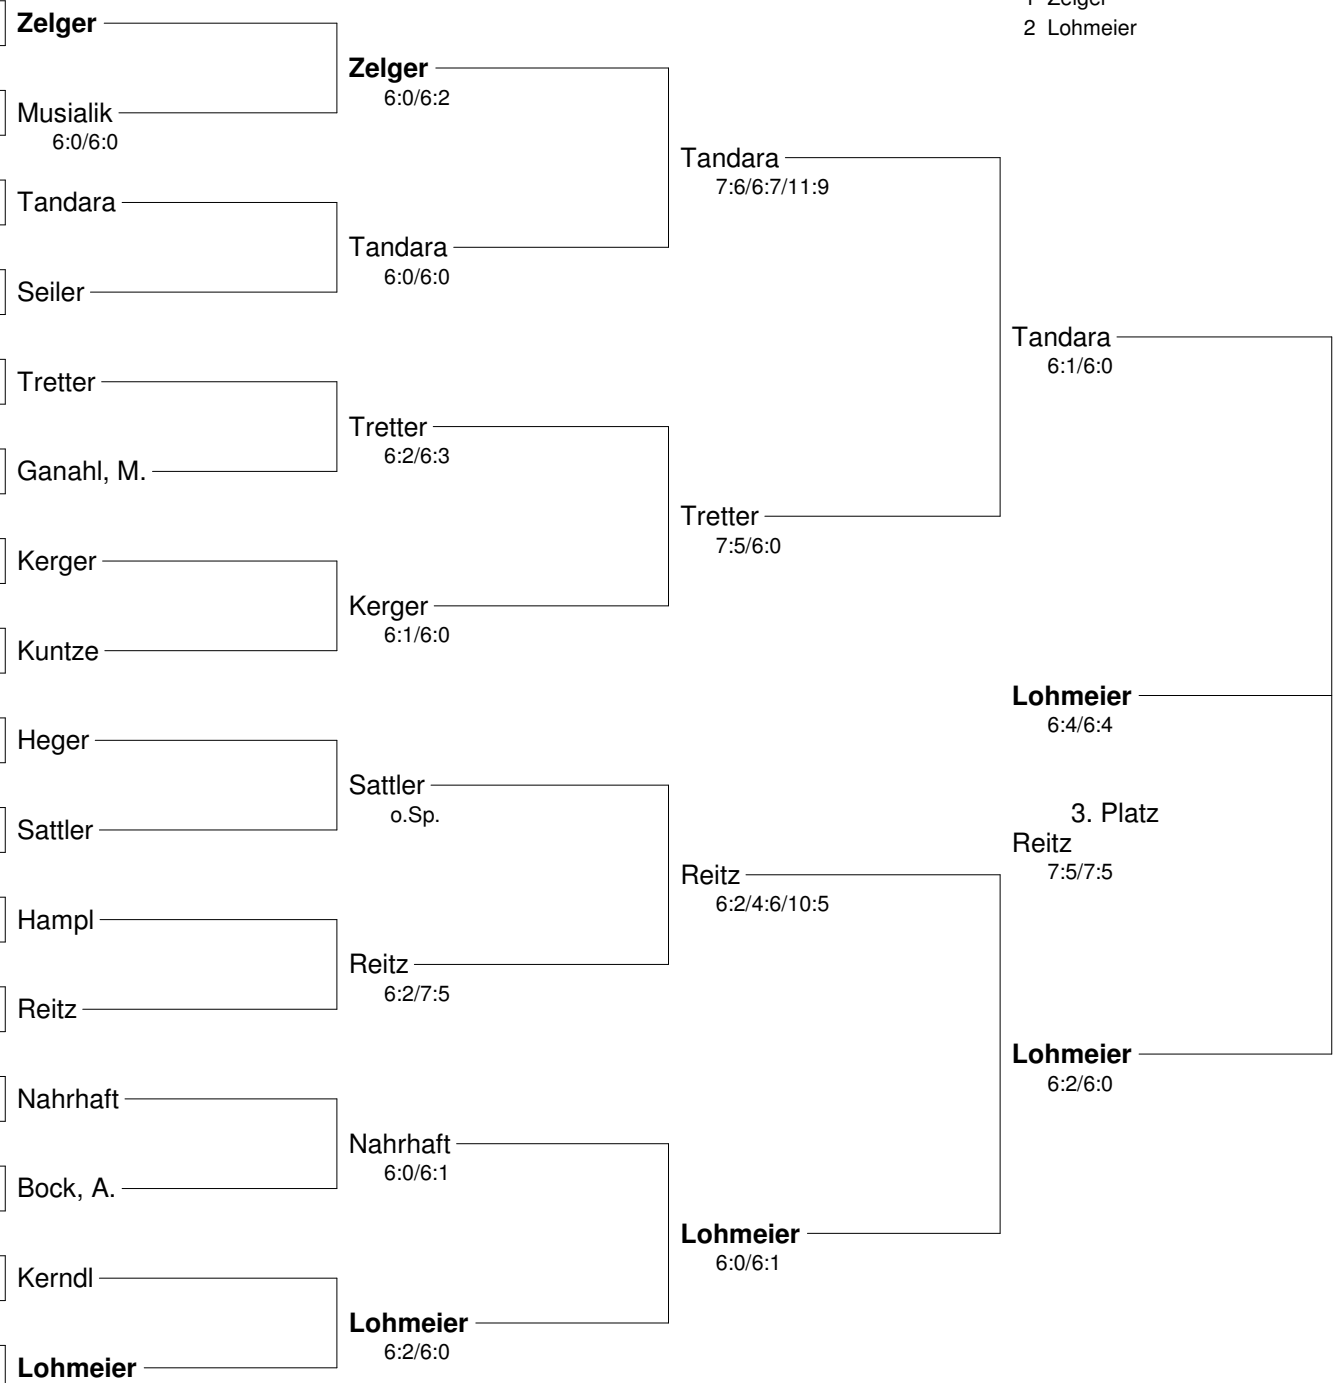 1 Zelger
2 Lohmeier
Zelger
Musialik
6:0/6:0
Tandara
Seiler
Tretter
Ganahl, M.
Kerger
Kuntze
Heger
Sattler
Hampl
Reitz
Nahrhaft
Bock, A.
Kerndl
Lohmeier
Zelger
6:0/6:2
Tandara
6:0/6:0
Tretter
6:2/6:3
Kerger
6:1/6:0
Sattler
o.Sp.
Reitz
6:2/7:5
Nahrhaft
6:0/6:1
Lohmeier
6:2/6:0
Tandara
7:6/6:7/11:9
Tretter
7:5/6:0
Reitz
6:2/4:6/10:5
Lohmeier
6:0/6:1
Tandara
6:1/6:0
Lohmeier
6:4/6:4
3. Platz
Reitz
7:5/7:5
Lohmeier
6:2/6:0